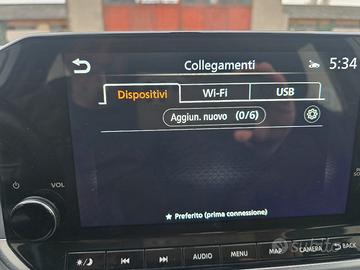 Collegamenti
5:34
Dispositivi
Wi-Fi
USB
Aggiun. nuovo (0/6)
★ Preferito (prima connessione)
VOL
AUDIO
MENU
MAP
CAMERA
BACK
subito